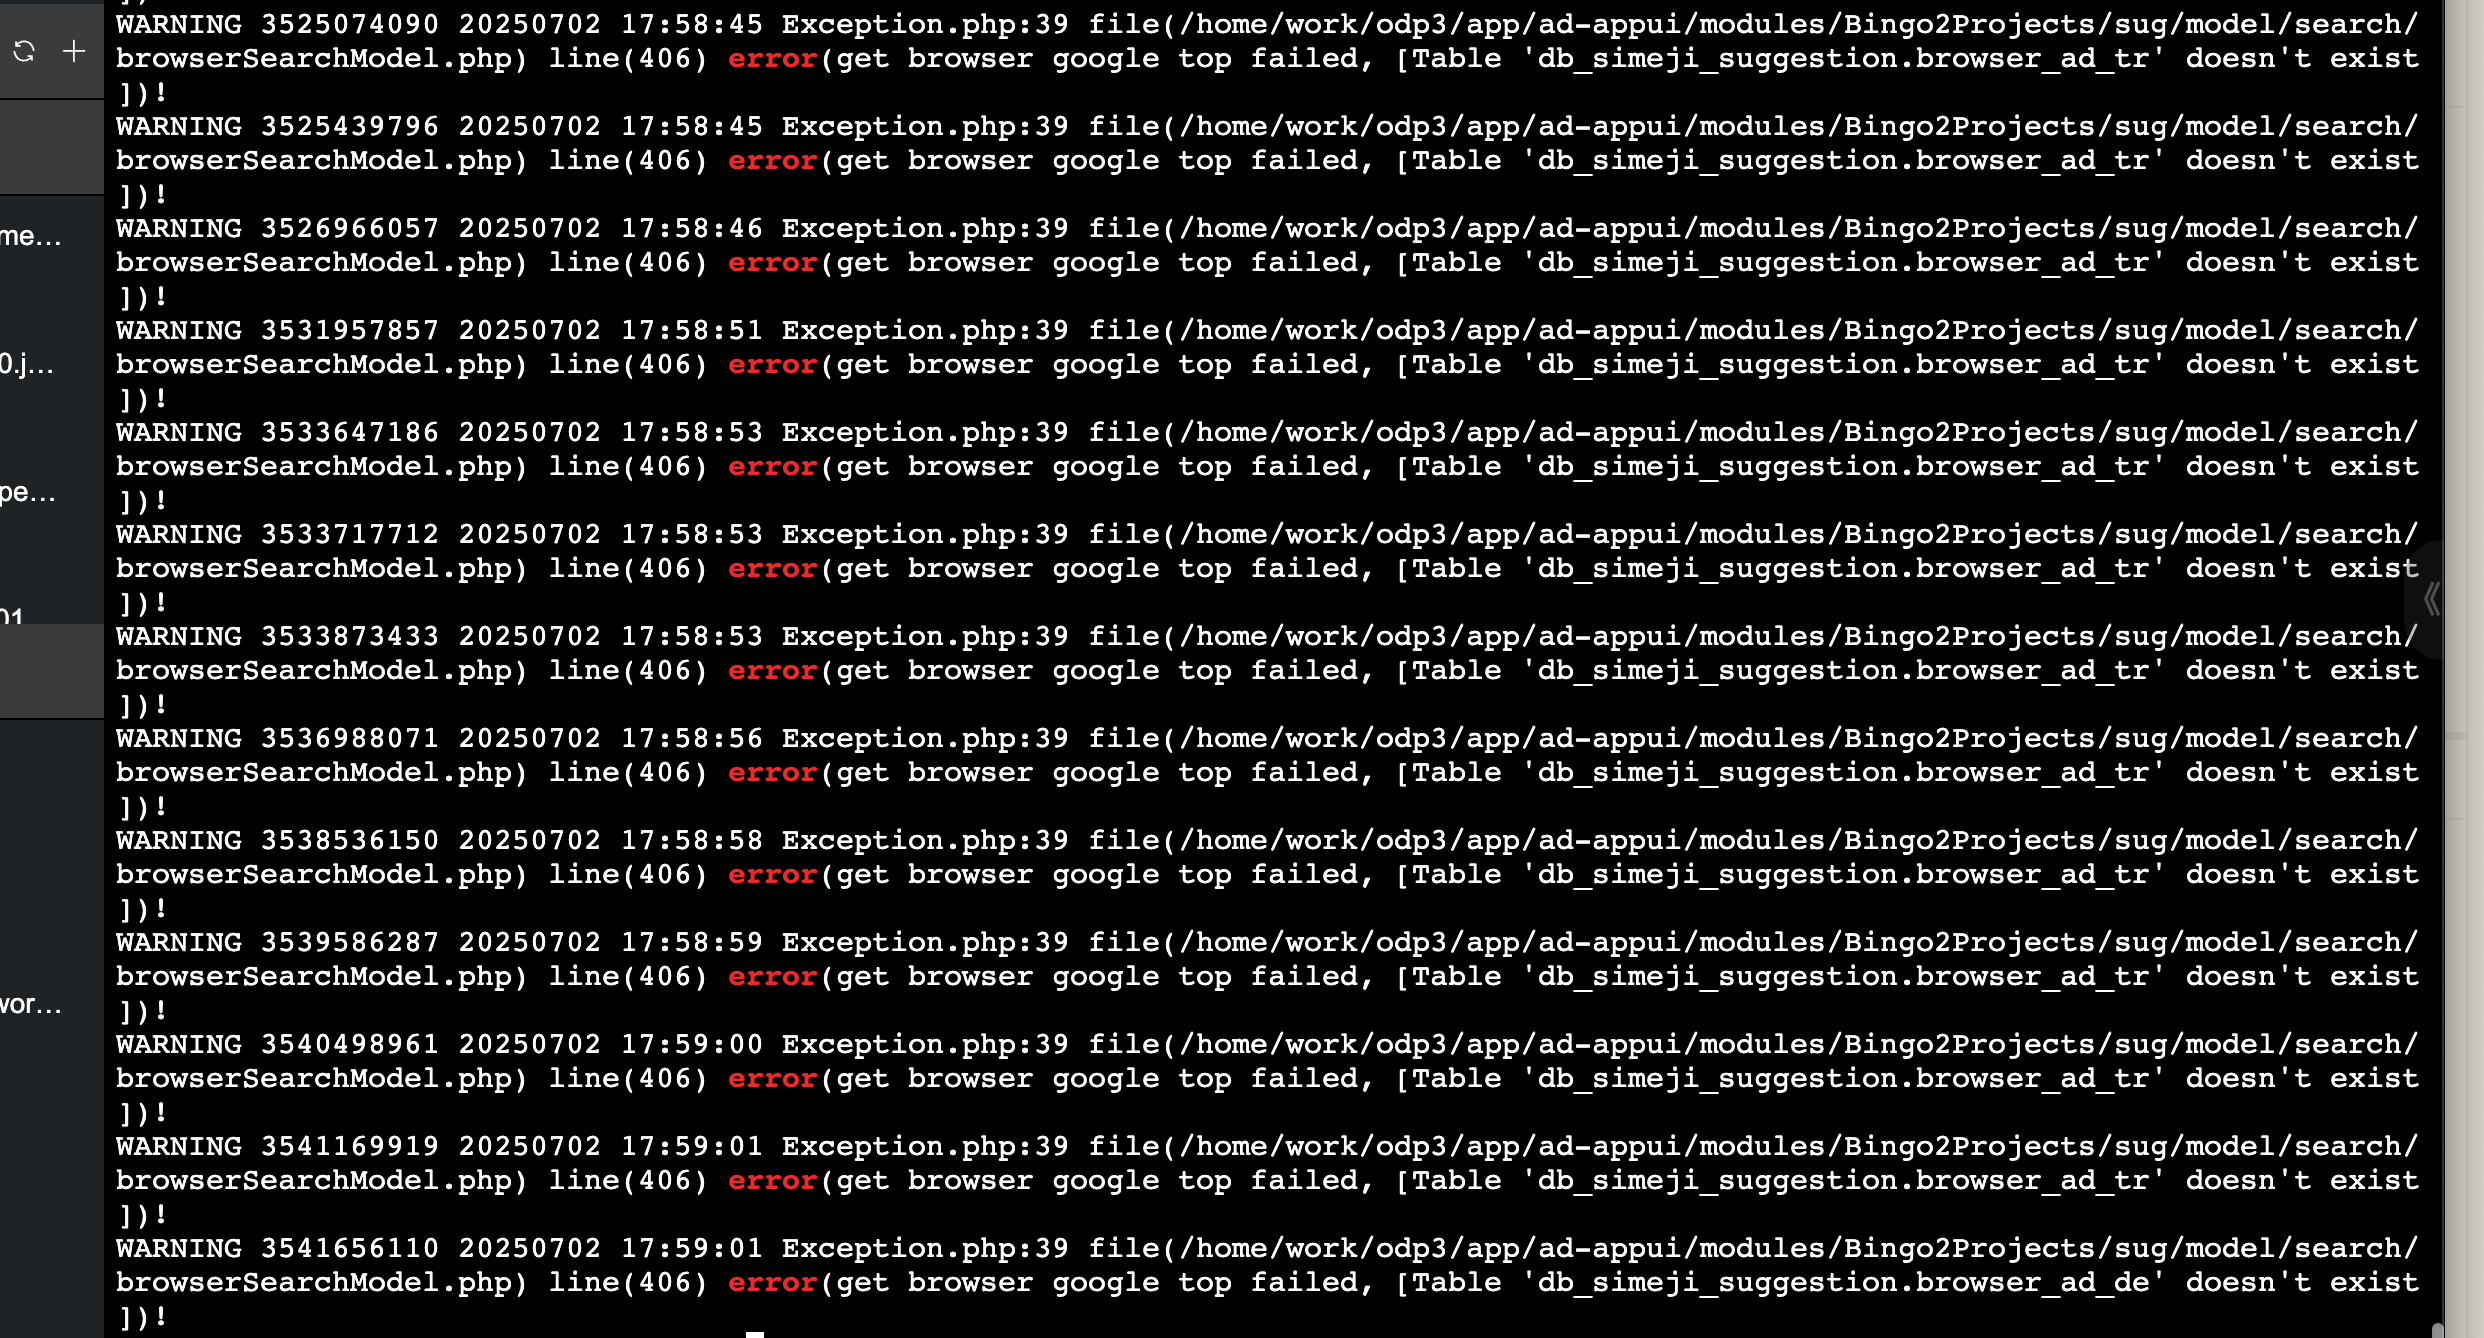 WARNING 3525074090 20250702 17:58:45 Exception.php:39 file(/home/work/odp3/app/ad-appui/modules/Bingo2Projects/sug/model/search/
browserSearchModel.php) line(406) error(get browser google top failed, [Table 'db_simeji_suggestion.browser_ad_tr' doesn't exist
])!
WARNING 3525439796 20250702 17:58:45 Exception.php:39 file(/home/work/odp3/app/ad-appui/modules/Bingo2Projects/sug/model/search/
browserSearchModel.php) line(406) error(get browser google top failed, [Table 'db_simeji_suggestion.browser_ad_tr' doesn't exist
])!
me...
WARNING 3526966057 20250702 17:58:46 Exception.php:39 file(/home/work/odp3/app/ad-appui/modules/Bingo2Projects/sug/model/search/
browserSearchModel.php) line(406) error(get browser google top failed, [Table 'db_simeji_suggestion.browser_ad_tr' doesn't exist
])!
WARNING 3531957857 20250702 17:58:51 Exception.php:39 file(/home/work/odp3/app/ad-appui/modules/Bingo2Projects/sug/model/search/
0.j...
browserSearchModel.php) line(406) error(get browser google top failed, [Table 'db_simeji_suggestion.browser_ad_tr' doesn't exist
])!
WARNING 3533647186 20250702 17:58:53 Exception.php:39 file(/home/work/odp3/app/ad-appui/modules/Bingo2Projects/sug/model/search/
browserSearchModel.php) line(406) error(get browser google top failed, [Table 'db_simeji_suggestion.browser_ad_tr' doesn't exist
pe...
])!
WARNING 3533717712 20250702 17:58:53 Exception.php:39 file(/home/work/odp3/app/ad-appui/modules/Bingo2Projects/sug/model/search/
browserSearchModel.php) line(406) error(get browser google top failed, [Table 'db_simeji_suggestion.browser_ad_tr' doesn't exist
])!
01
WARNING 3533873433 20250702 17:58:53 Exception.php:39 file(/home/work/odp3/app/ad-appui/modules/Bingo2Projects/sug/model/search/
browserSearchModel.php) line(406) error(get browser google top failed, [Table 'db_simeji_suggestion.browser_ad_tr' doesn't exist
])!
WARNING 3536988071 20250702 17:58:56 Exception.php:39 file(/home/work/odp3/app/ad-appui/modules/Bingo2Projects/sug/model/search/
browserSearchModel.php) line(406) error(get browser google top failed, [Table 'db_simeji_suggestion.browser_ad_tr' doesn't exist
])!
WARNING 3538536150 20250702 17:58:58 Exception.php:39 file(/home/work/odp3/app/ad-appui/modules/Bingo2Projects/sug/model/search/
browserSearchModel.php) line(406) error(get browser google top failed, [Table 'db_simeji_suggestion.browser_ad_tr' doesn't exist
])!
WARNING 3539586287 20250702 17:58:59 Exception.php:39 file(/home/work/odp3/app/ad-appui/modules/Bingo2Projects/sug/model/search/
browserSearchModel.php) line(406) error(get browser google top failed, [Table 'db_simeji_suggestion.browser_ad_tr' doesn't exist
wor...
])!
WARNING 3540498961 20250702 17:59:00 Exception.php:39 file(/home/work/odp3/app/ad-appui/modules/Bingo2Projects/sug/model/search/
browserSearchModel.php) line(406) error(get browser google top failed, [Table 'db_simeji_suggestion.browser_ad_tr' doesn't exist
])!
WARNING 3541169919 20250702 17:59:01 Exception.php:39 file(/home/work/odp3/app/ad-appui/modules/Bingo2Projects/sug/model/search/
browserSearchModel.php) line(406) error(get browser google top failed, [Table 'db_simeji_suggestion.browser_ad_tr' doesn't exist
])!
WARNING 3541656110 20250702 17:59:01 Exception.php:39 file(/home/work/odp3/app/ad-appui/modules/Bingo2Projects/sug/model/search/
browserSearchModel.php) line(406) error(get browser google top failed, [Table 'db_simeji_suggestion.browser_ad_de' doesn't exist
])!